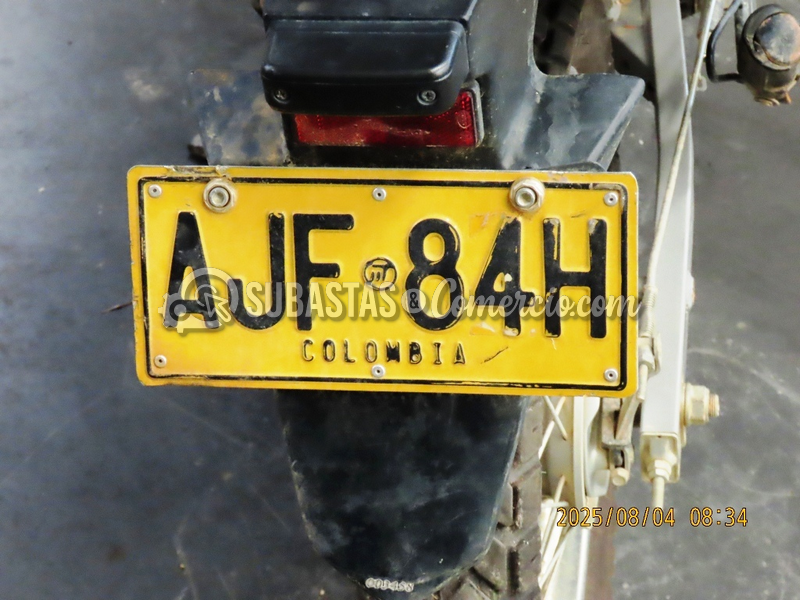 AJF 84H
SUBASTAS & Comercio.com
COLOMBIA
2025/08/04 08:34